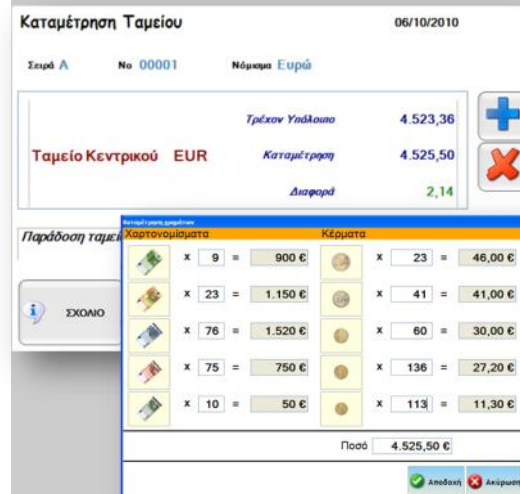 Καταμέτρηση Ταμείου 06/10/2010
Σειρά Α Νο 00001 Νόμισμα Ευρώ
Τρέχον Υπόλοιπο 4.523,36
Ταμείο Κεντρικού EUR Καταμέτρηση 4.525,50
Διαφορά 2,14
Καταμέτρηση χρημάτων
Παράδοση ταμεί
Χαρτονομίσματα Κέρματα
x 9 = 900 € x 23 = 46,00 €
x 23 = 1.150 € x 41 = 41,00 €
ΣΧΟΛΙΟ
x 76 = 1.520 € x 60 = 30,00 €
x 75 = 750 € x 136 = 27,20 €
x 10 = 50 € x 113 = 11,30 €
Ποσό 4.525,50 €
Αποδοχή Ακύρωση